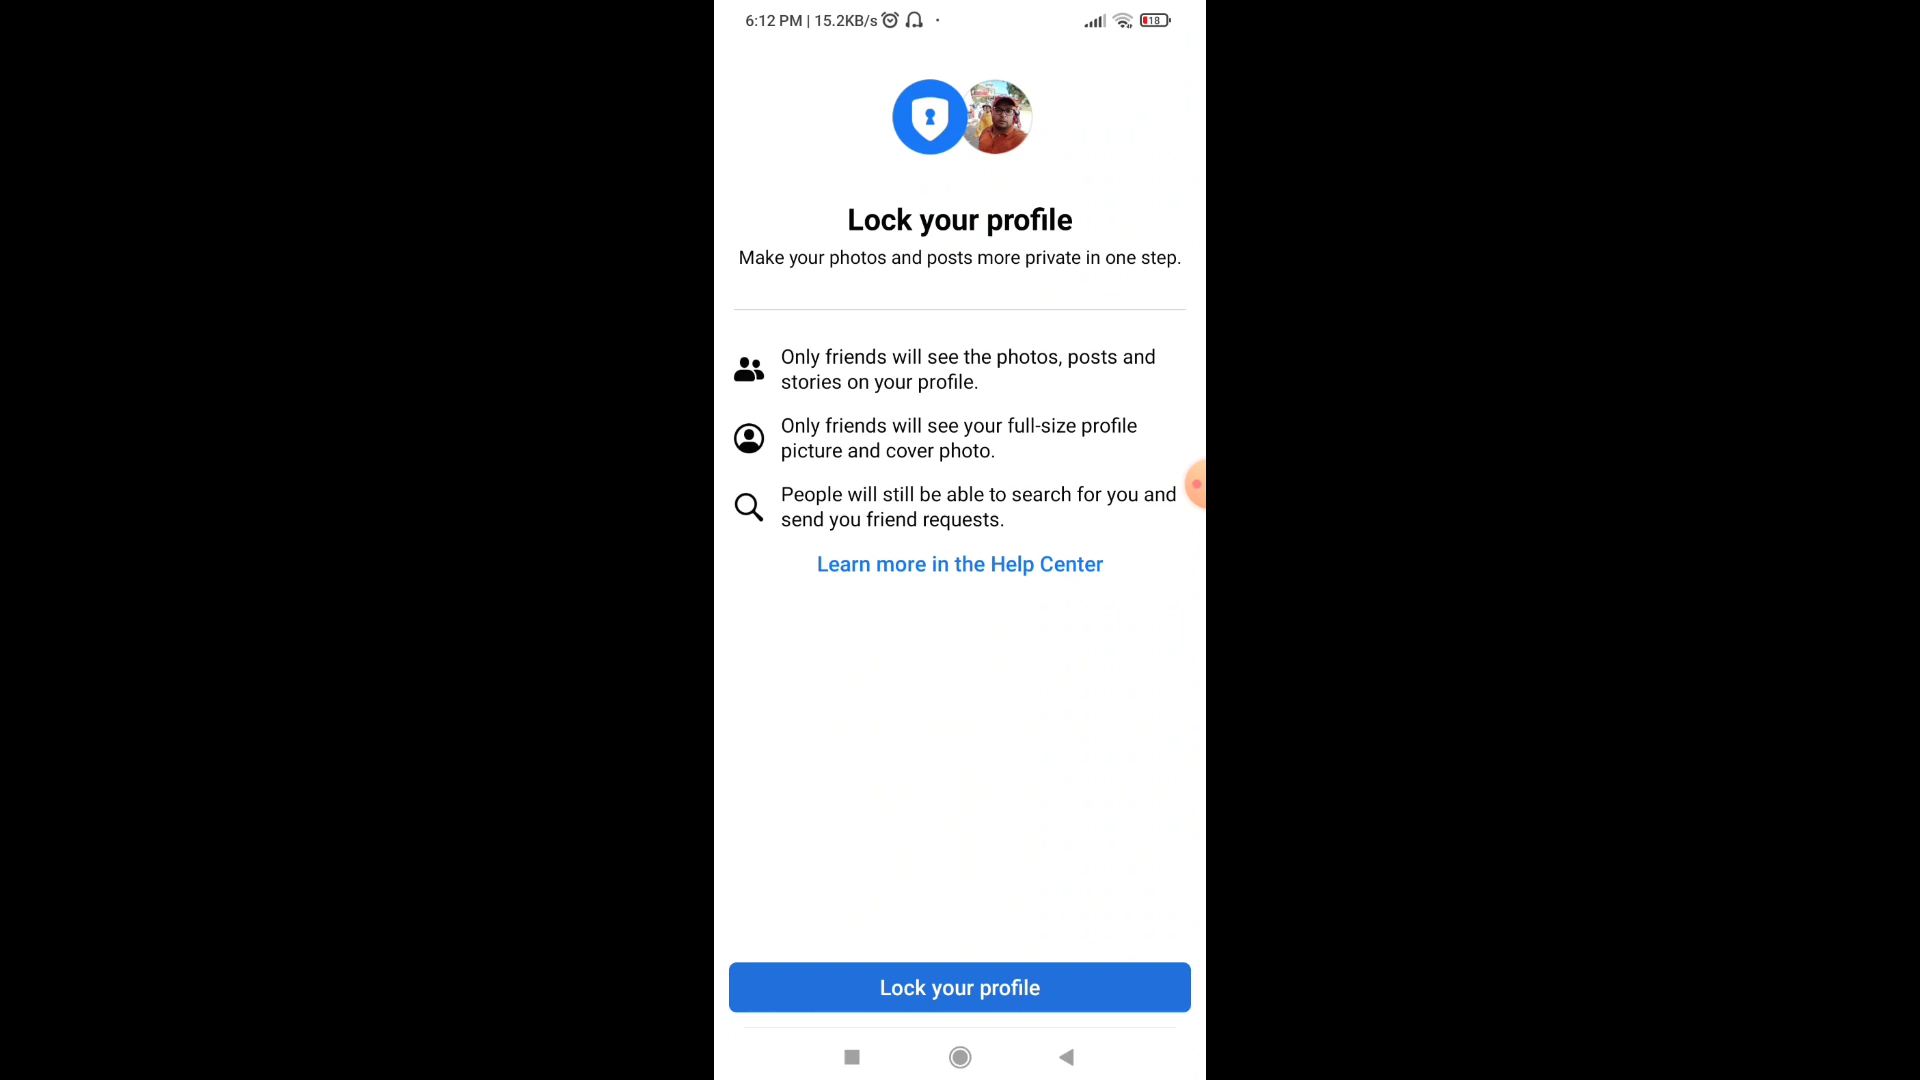 6:12 PM | 15.2KB/s
18
Lock your profile
Make your photos and posts more private in one step.
Only friends will see the photos, posts and
stories on your profile.
Only friends will see your full-size profile
picture and cover photo.
People will still be able to search for you and
send you friend requests.
Learn more in the Help Center
Lock your profile